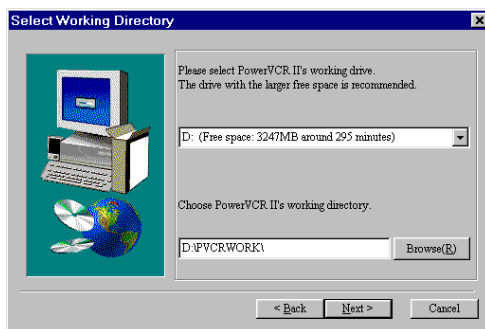 Select Working Directory
Please select PowerVCR II's working drive.
The drive with the larger free space is recommended.
D: (Free space: 3247MB around 295 minutes)
Choose PowerVCR II's working directory.
D:\PVCRWORK\
Browse(R)
< Back
Next >
Cancel